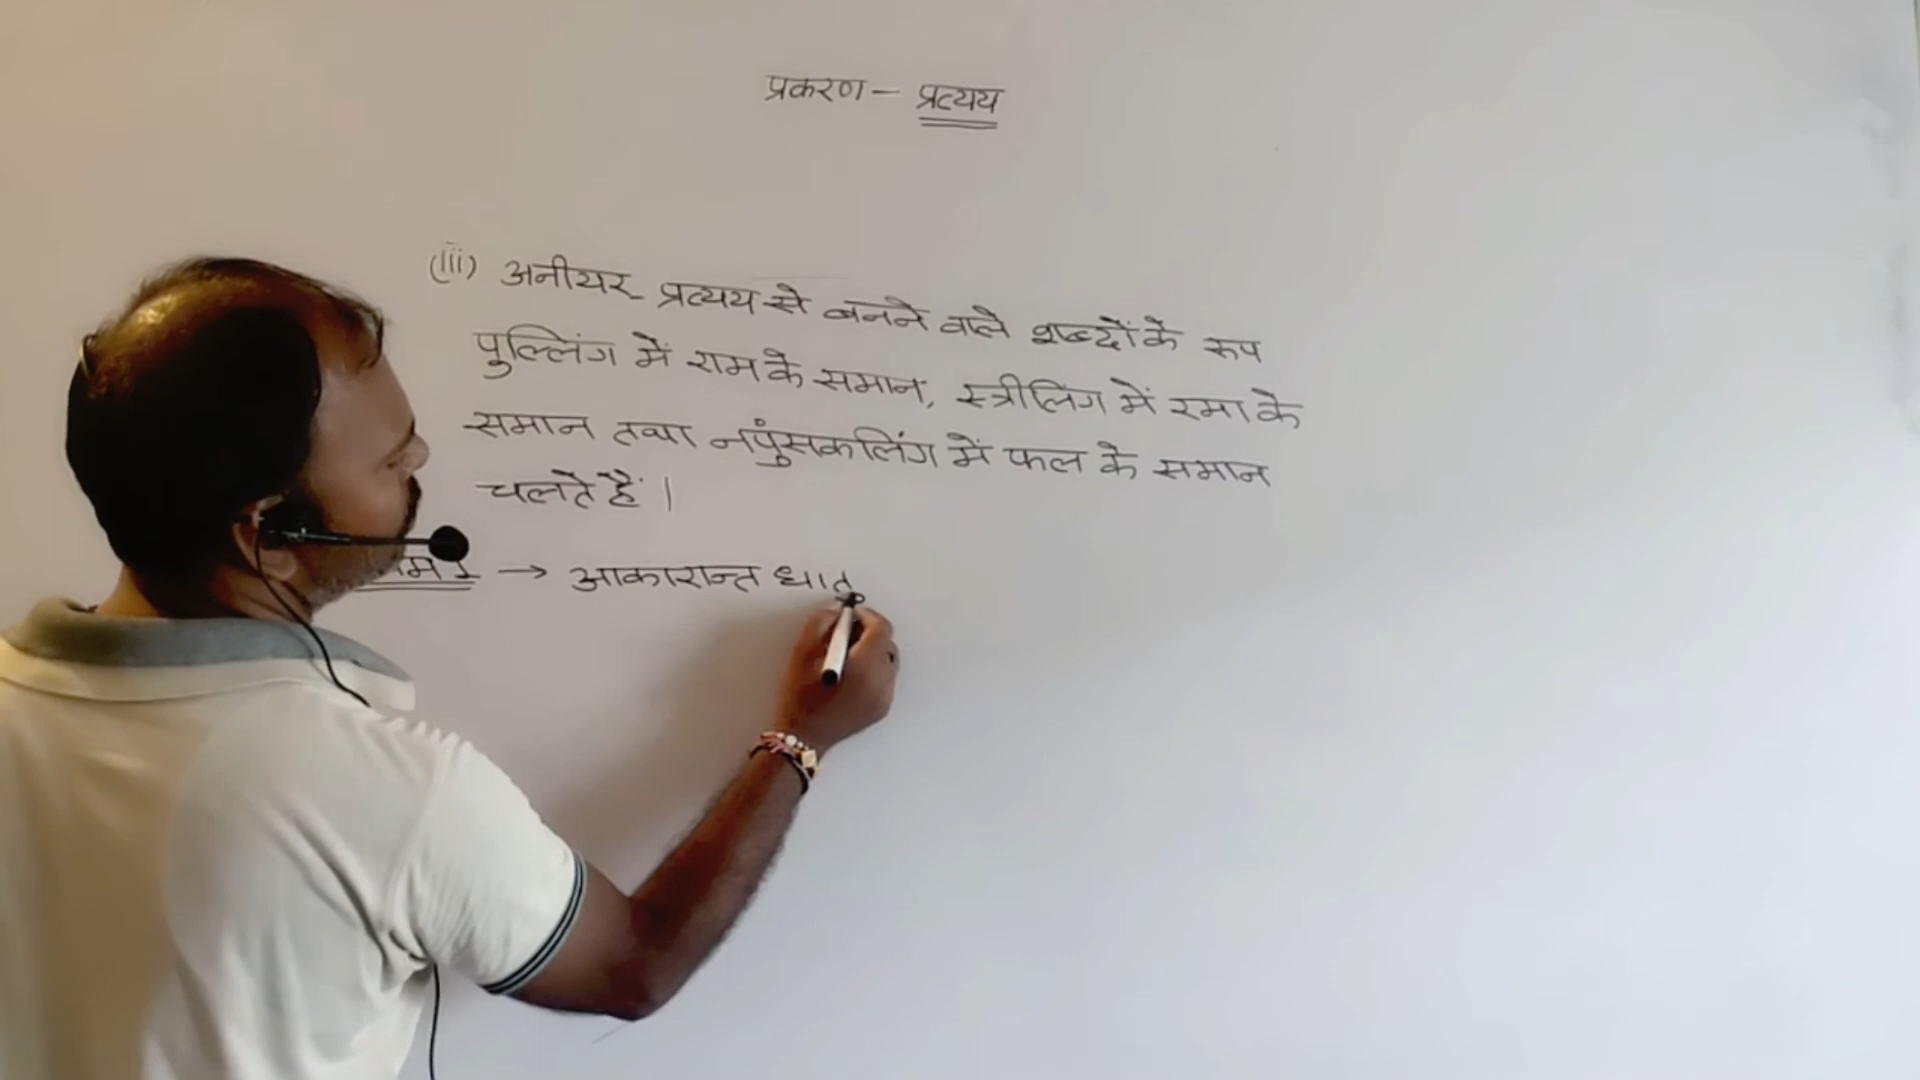 प्रकरण — प्रत्यय
(iii) अनीयर् प्रत्यय से बनने वाले शब्दों के रूप
पुल्लिंग में राम के समान, स्त्रीलिंग में रमा के
समान तथा नपुंसकलिंग में फल के समान
चलते हैं ।
→ आकारान्त धातु